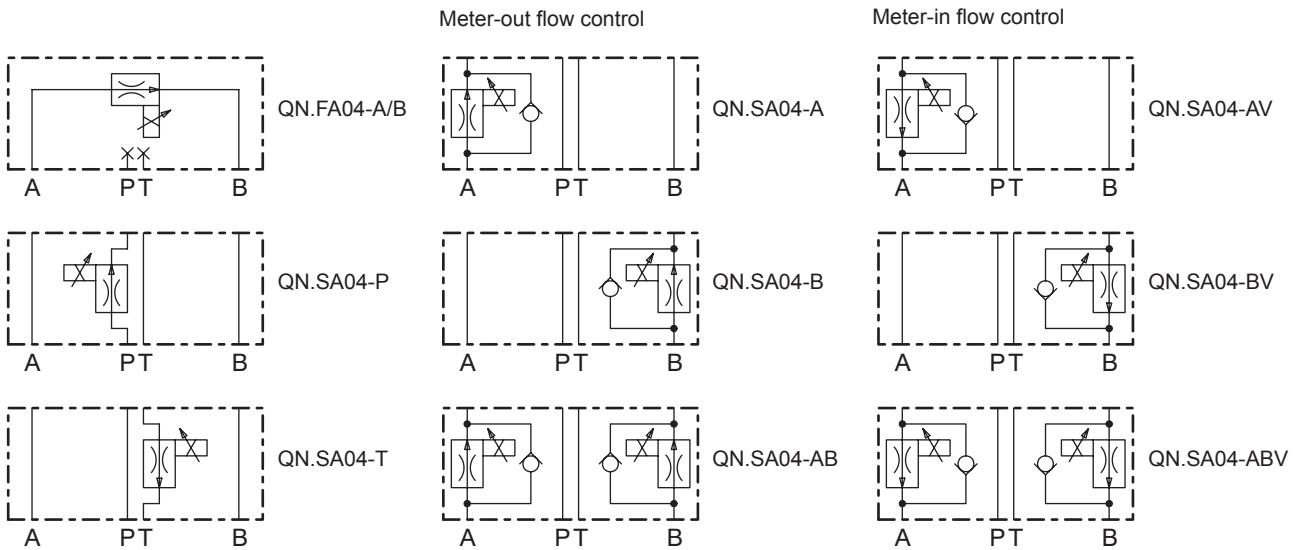 Meter-out flow control
Meter-in flow control
QN.FA04-A/B
A PT B
QN.SA04-A
A PT B
QN.SA04-AV
A PT B
QN.SA04-P
A PT B
QN.SA04-B
A PT B
QN.SA04-BV
A PT B
QN.SA04-T
A PT B
QN.SA04-AB
A PT B
QN.SA04-ABV
A PT B